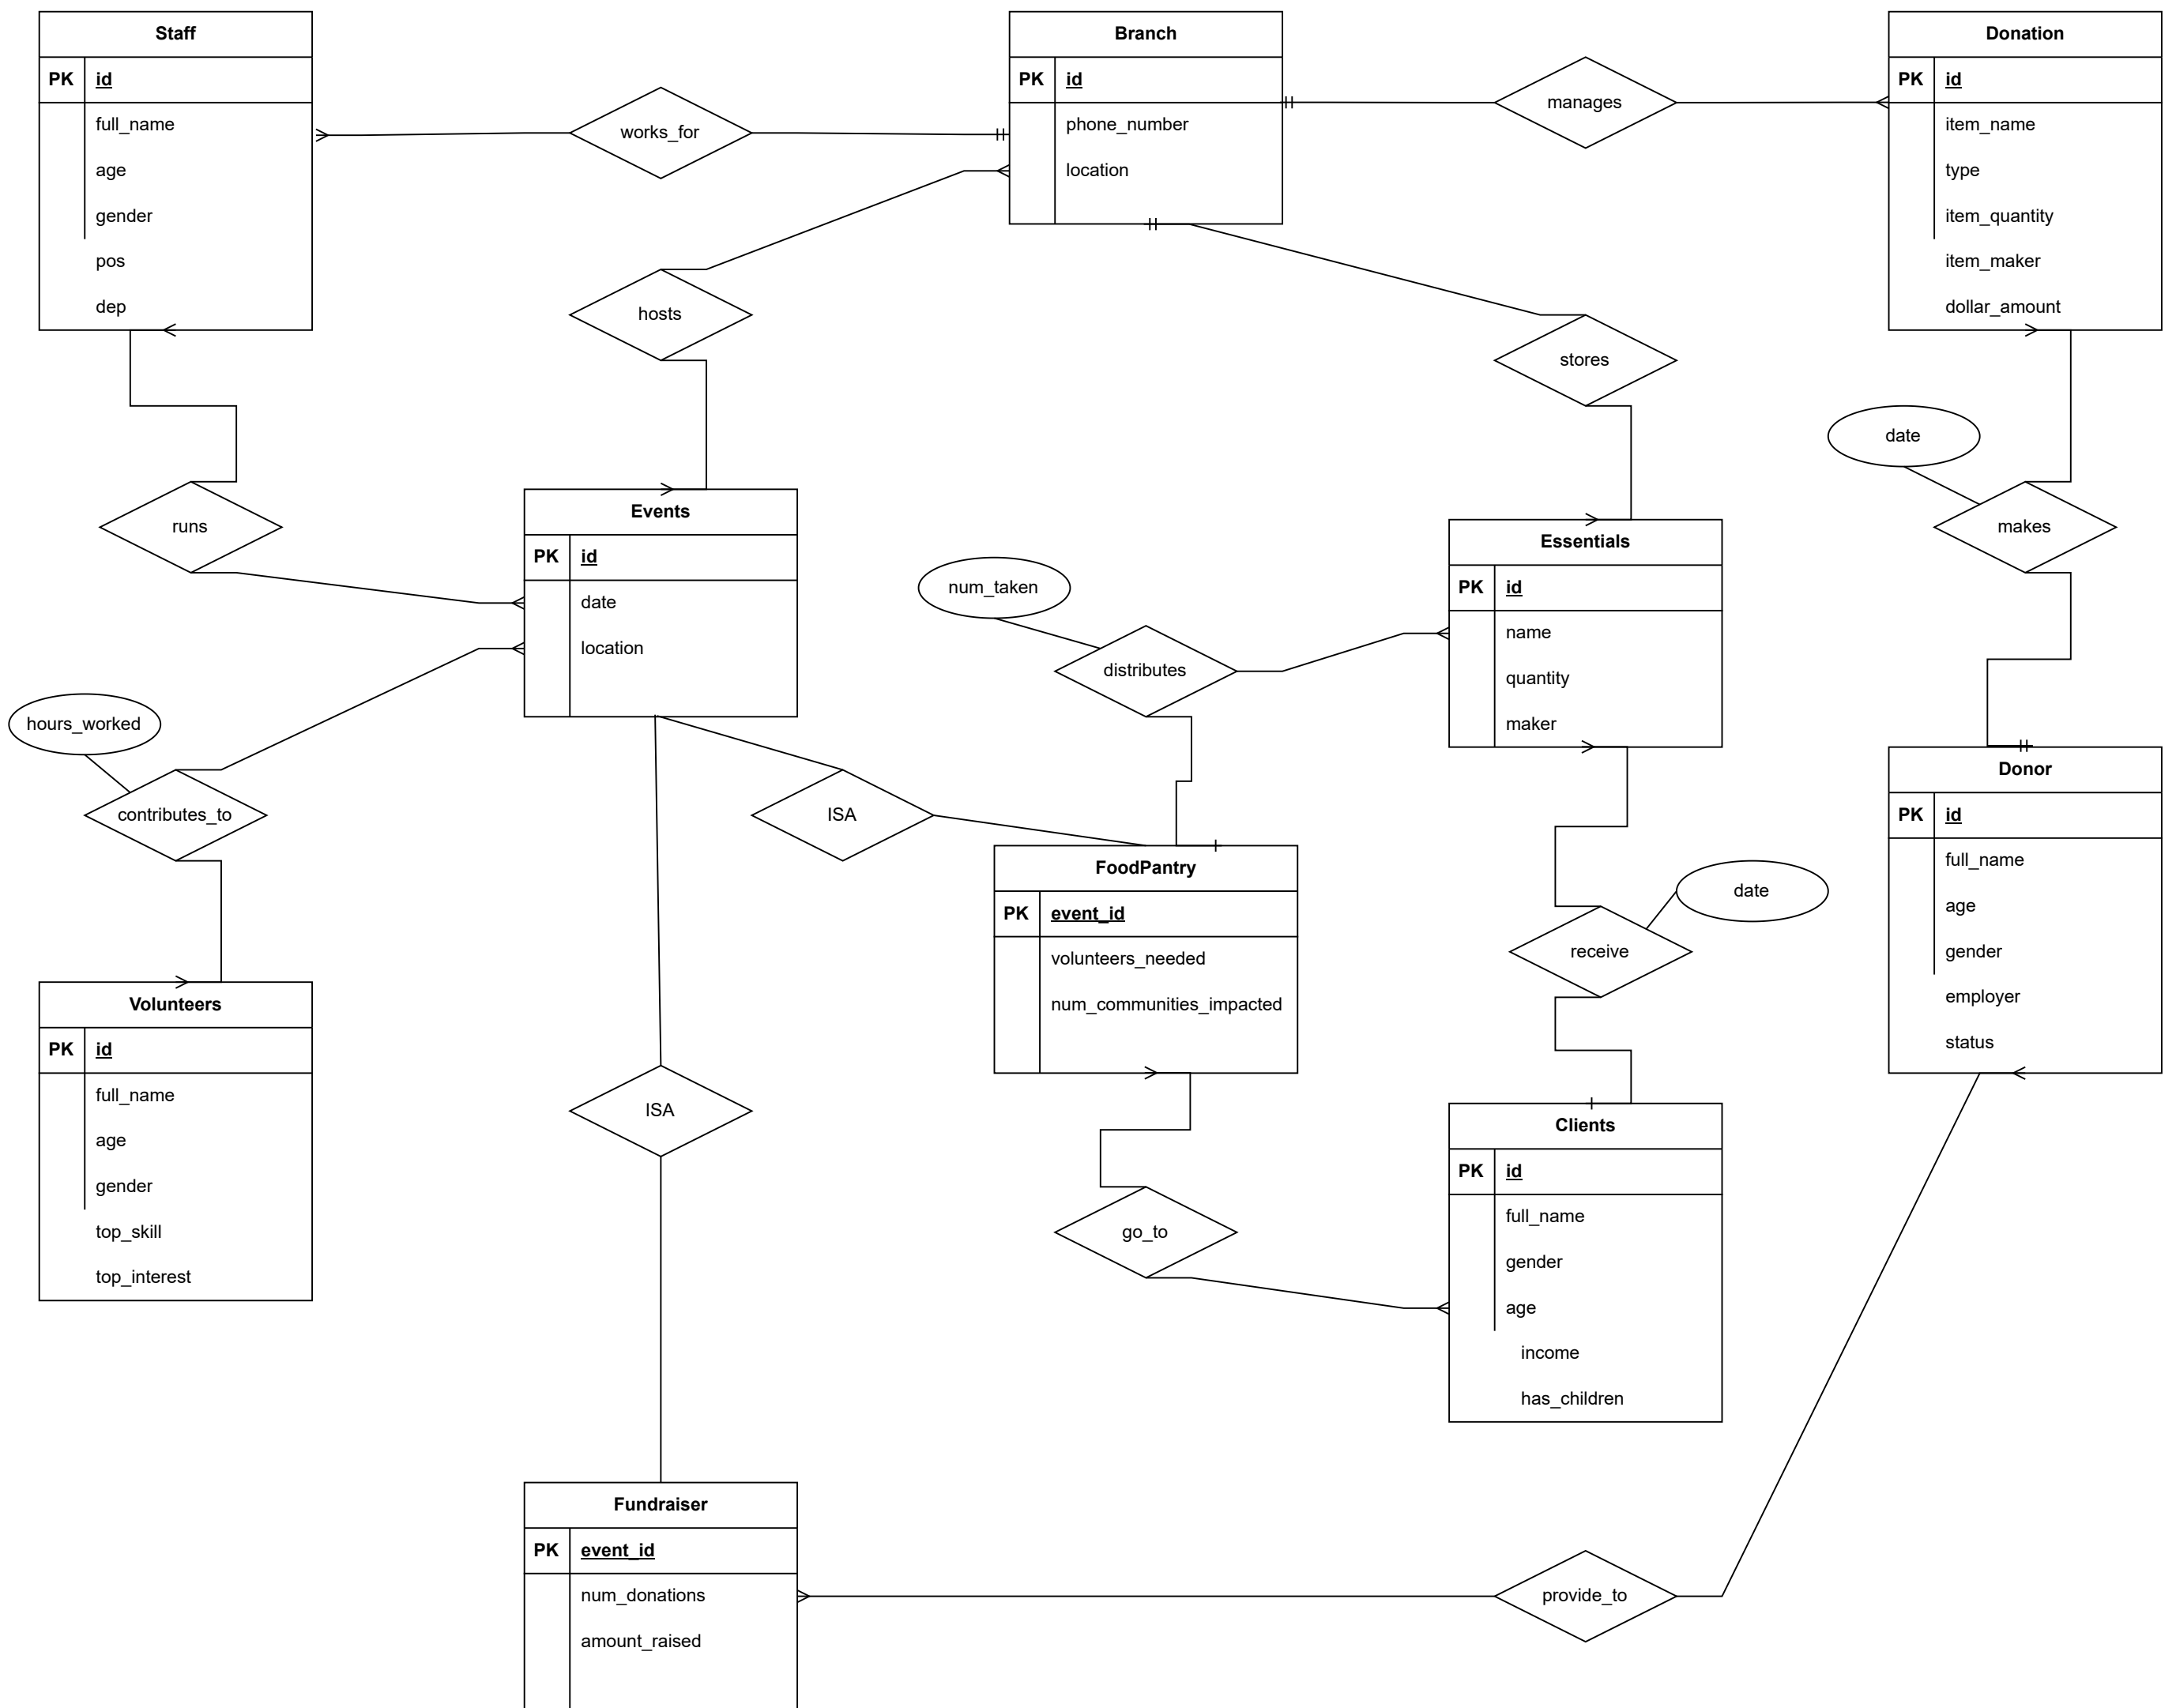 Staff
PK id
full_name
age
gender
pos
dep
works_for
Branch
PK id
phone_number
location
manages
Donation
PK id
item_name
type
item_quantity
item_maker
dollar_amount
hosts
stores
date
runs
makes
Events
PK id
date
location
Essentials
PK id
name
quantity
maker
num_taken
distributes
hours_worked
contributes_to
ISA
FoodPantry
PK event_id
volunteers_needed
num_communities_impacted
date
receive
Donor
PK id
full_name
age
gender
employer
status
Volunteers
PK id
full_name
age
gender
top_skill
top_interest
ISA
go_to
Clients
PK id
full_name
gender
age
income
has_children
Fundraiser
PK event_id
num_donations
amount_raised
provide_to